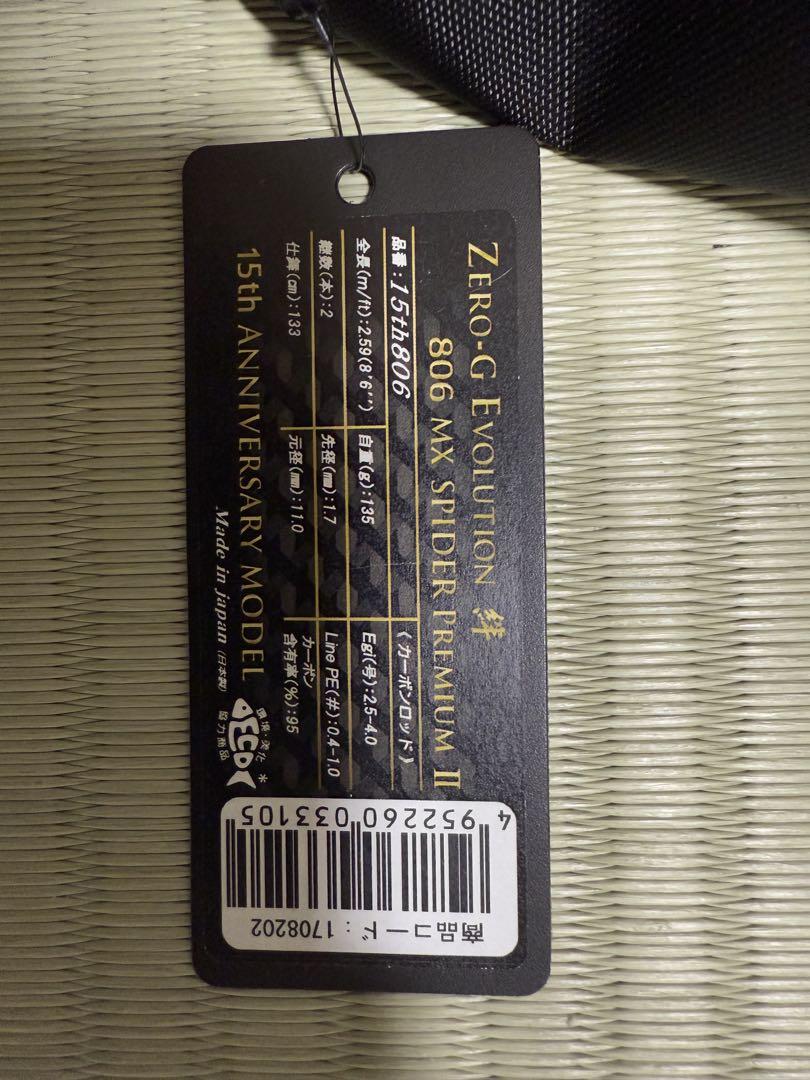 ZERO-G EVOLUTION 絆
806 MX SPIDER PREMIUM II
品番：15th806
《カーボンロッド》
全長(m/ft):2.59(8'6'')
自重(g):135
Egi(号):2.5-4.0
継数(本):2
先径(㎜):1.7
Line PE(#):0.4-1.0
仕舞(㎝):133
元径(㎜):11.0
カーボン
含有率(%):95
15th ANNIVERSARY MODEL
Made in japan (日本製)
ECO
協力商品
4 952260 033105
商品コード：1708202